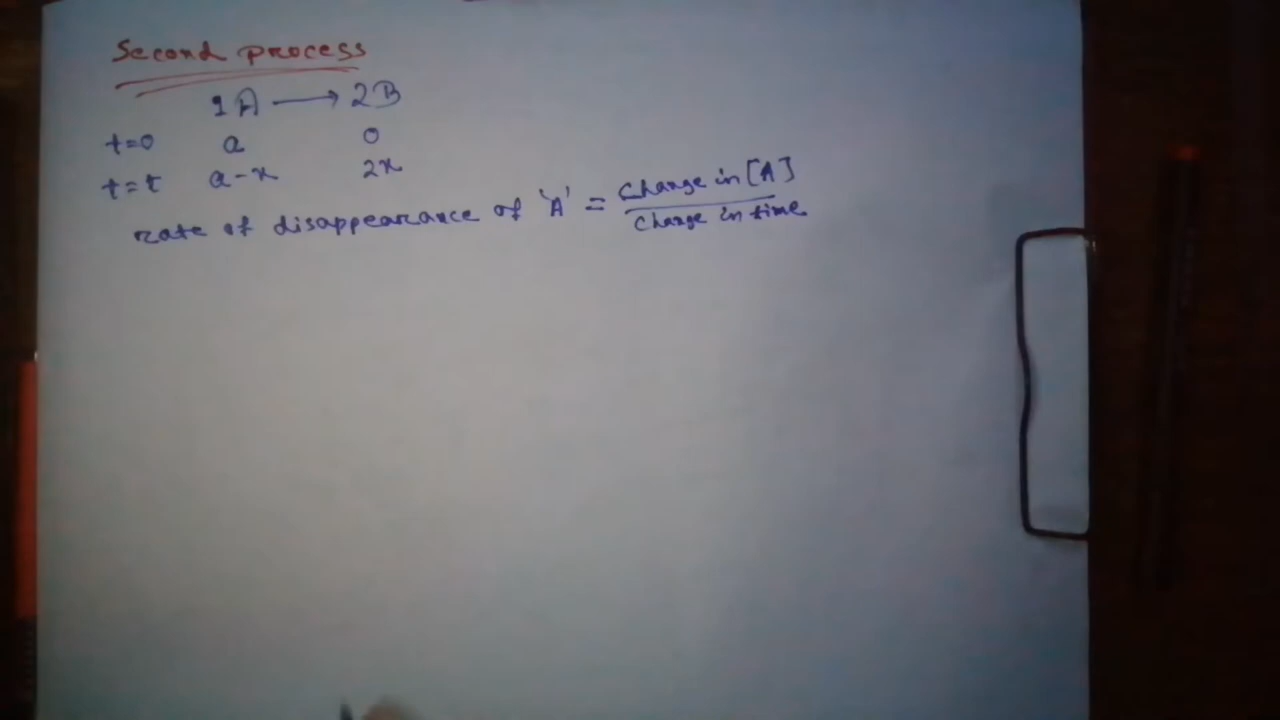 Second process
1A ⟶ 2B
t=0 a 0
t=t a-x 2x
rate of disappearance of 'A' = Change in [A] / Change in time